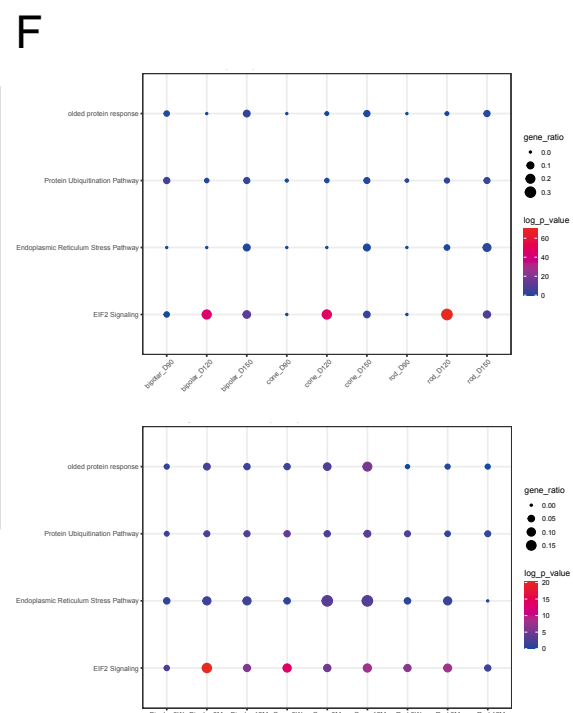 F
olded protein response
Protein Ubiquitination Pathway
Endoplasmic Reticulum Stress Pathway
EIF2 Signaling
bipolar_D90
bipolar_D120
bipolar_D150
cone_D90
cone_D120
cone_D150
rod_D90
rod_D120
rod_D150
gene_ratio
0.0
0.1
0.2
0.3
log_p_value
60
40
20
0
olded protein response
Protein Ubiquitination Pathway
Endoplasmic Reticulum Stress Pathway
EIF2 Signaling
gene_ratio
0.00
0.05
0.10
0.15
log_p_value
20
15
10
5
0